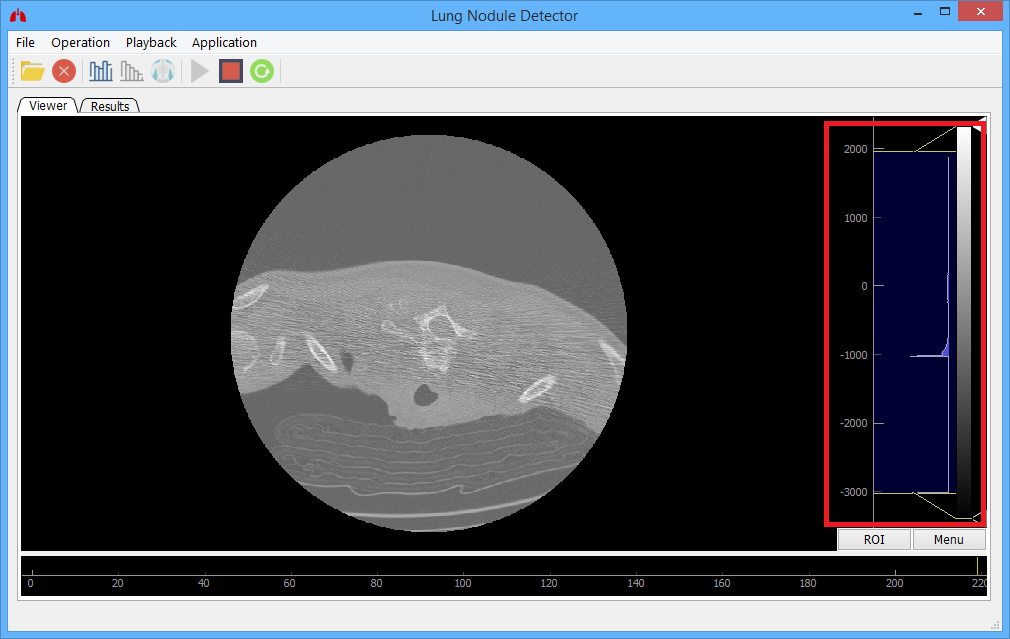 Lung Nodule Detector
File Operation Playback Application
Viewer Results
2000
1000
0
-1000
-2000
-3000
ROI Menu
0 20 40 60 80 100 120 140 160 180 200 220